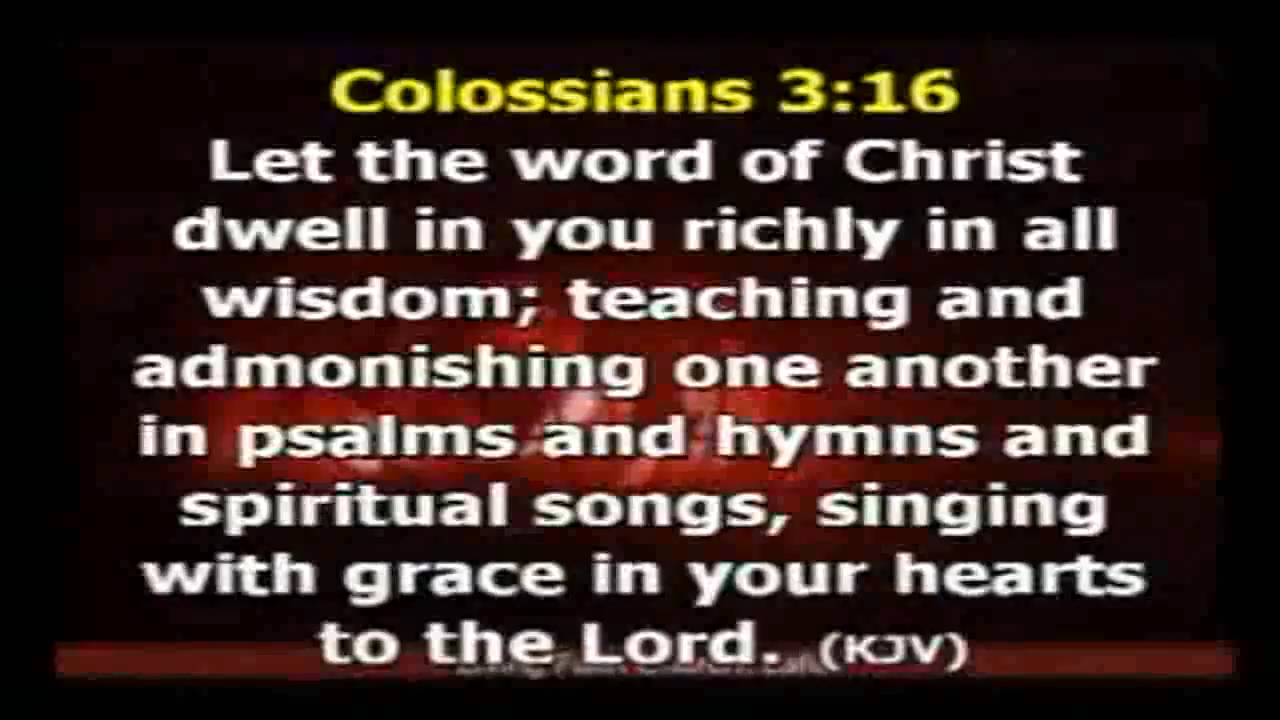 Colossians 3:16
Let the word of Christ
dwell in you richly in all
wisdom; teaching and
admonishing one another
in psalms and hymns and
spiritual songs, singing
with grace in your hearts
to the Lord. (KJV)